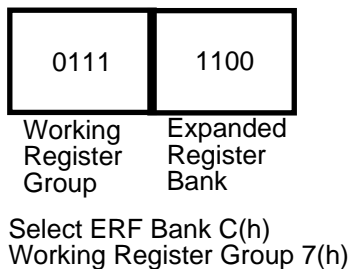 0111 1100
Working Expanded
Register Register
Group Bank
Select ERF Bank C(h)
Working Register Group 7(h)